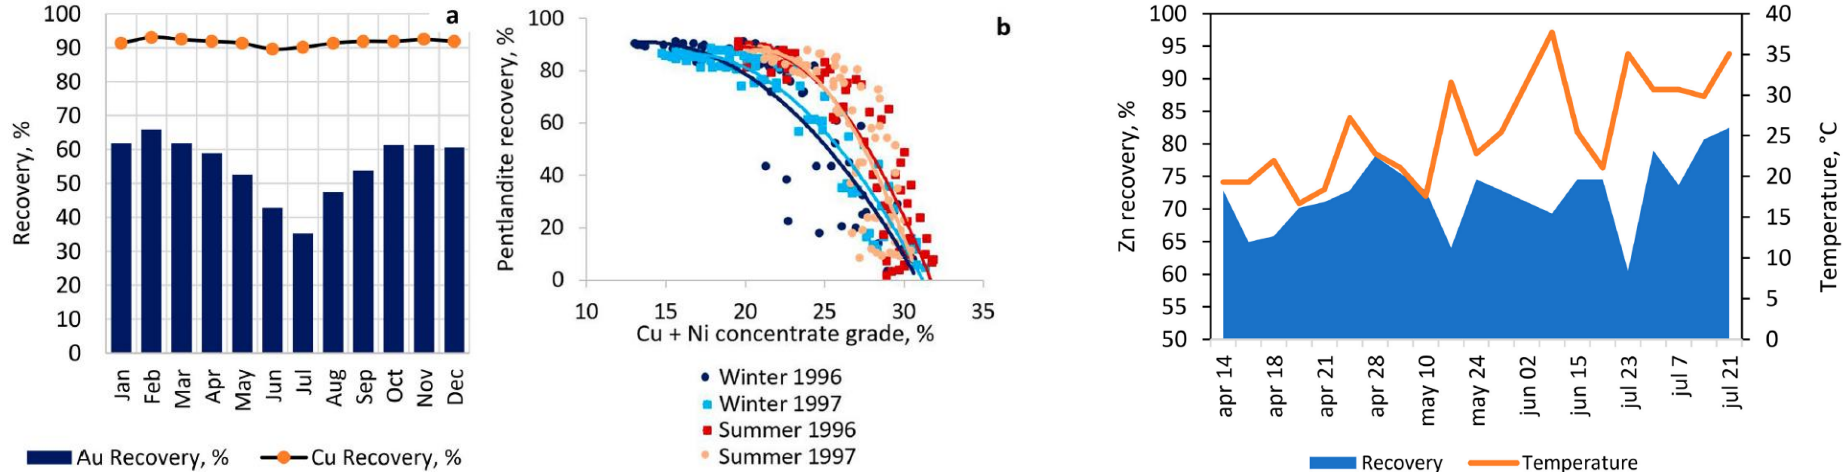 a
Recovery, %
100
90
80
70
60
50
40
30
20
10
0
Jan
Feb
Mar
Apr
May
Jun
Jul
Aug
Sep
Oct
Nov
Dec
Au Recovery, %
Cu Recovery, %
b
Pentlandite recovery, %
100
80
60
40
20
0
10
15
20
25
30
35
Cu + Ni concentrate grade, %
Winter 1996
Winter 1997
Summer 1996
Summer 1997
Zn recovery, %
100
95
90
85
80
75
70
65
60
55
50
40
35
30
25
20
15
10
5
0
Temperature, °C
apr 14
apr 18
apr 21
apr 28
may 10
may 24
jun 02
jun 15
jul 23
jul 7
jul 21
Recovery
Temperature